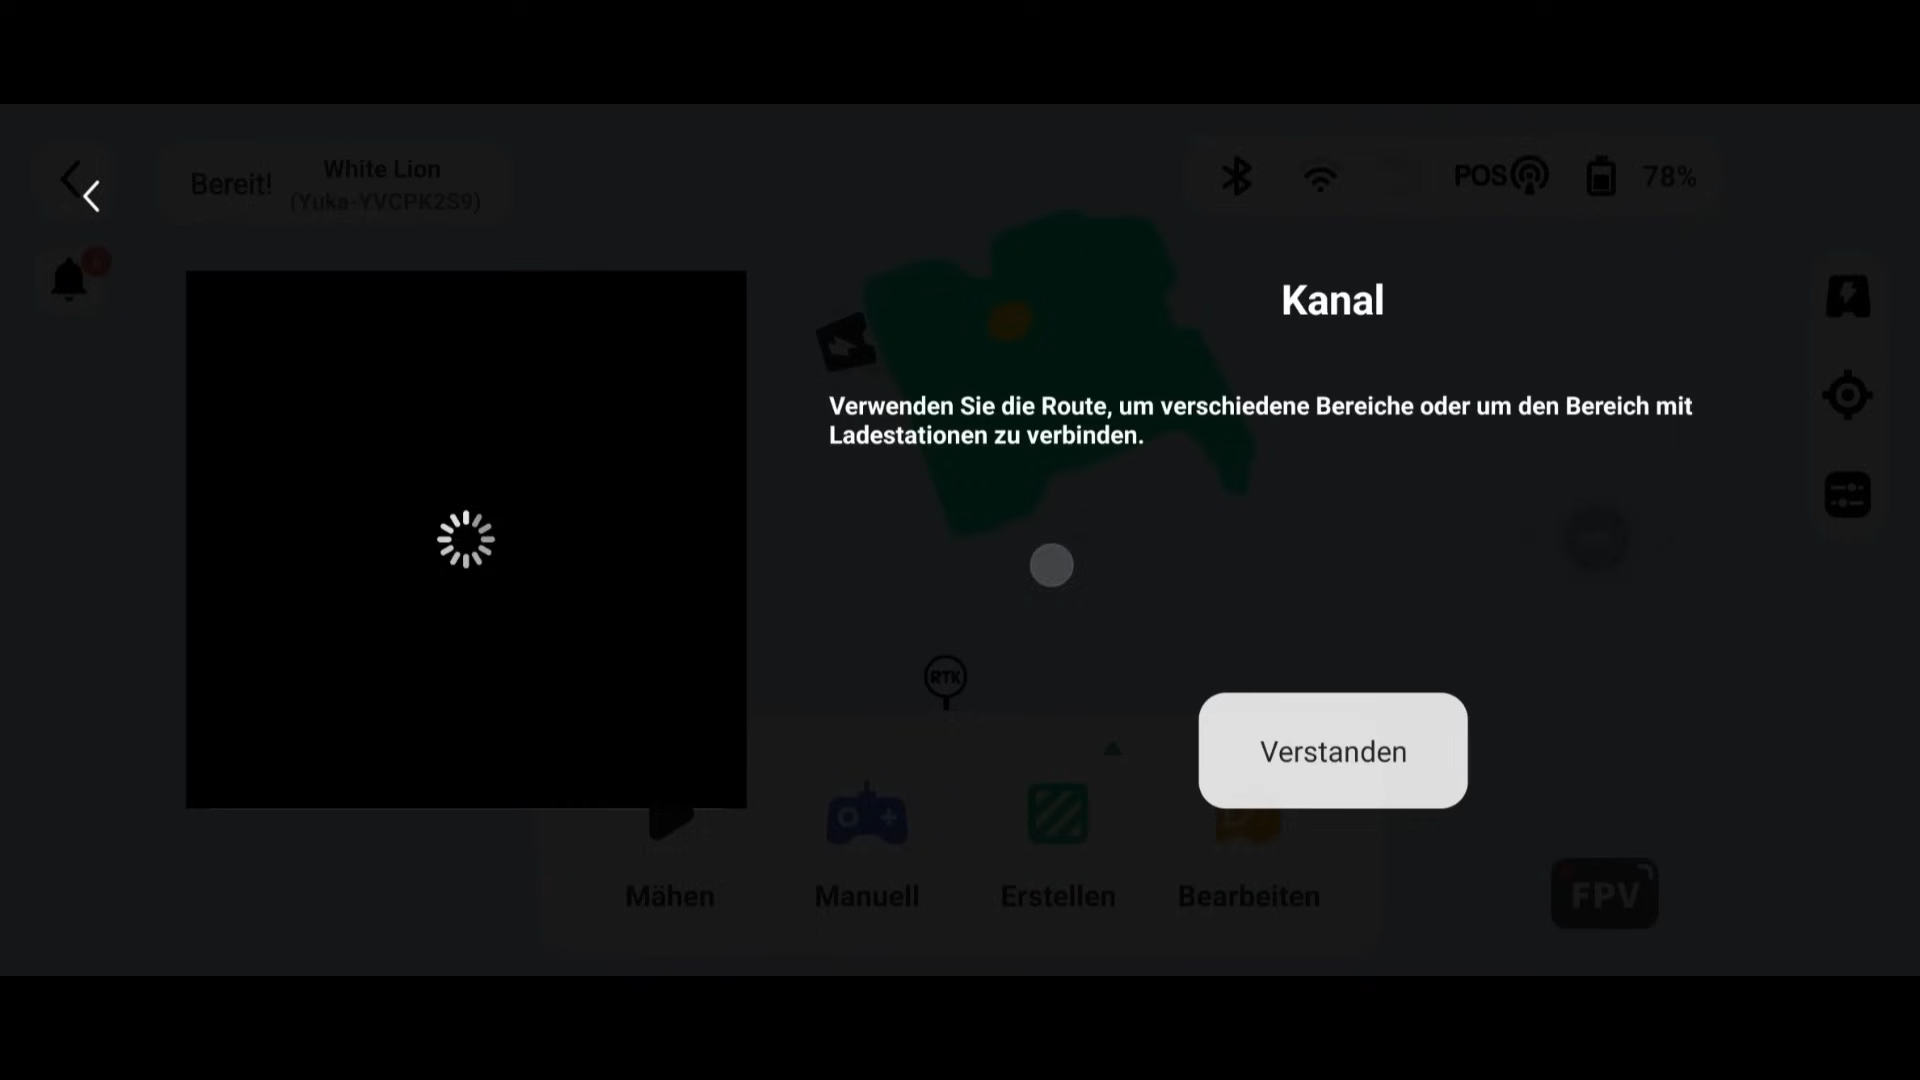 Bereit!
White Lion
(Yuka-YVCPK2S9)
POS
78%
Kanal
Verwenden Sie die Route, um verschiedene Bereiche oder um den Bereich mit
Ladestationen zu verbinden.
RTK
Verstanden
Mähen
Manuell
Erstellen
Bearbeiten
FPV